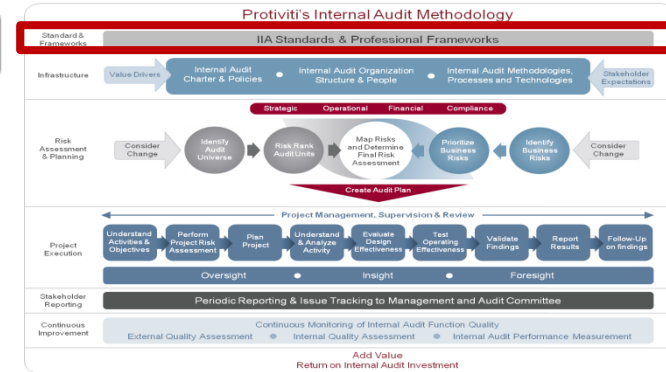 Protiviti's Internal Audit Methodology
Standard &
Frameworks
IIA Standards & Professional Frameworks
Infrastructure
Value Drivers
Internal Audit
Charter & Policies
Internal Audit Organization
Structure & People
Internal Audit Methodologies,
Processes and Technologies
Stakeholder
Expectations
Strategic Operational Financial Compliance
Risk
Assessment
& Planning
Consider
Change
Identify
Audit
Universe
Risk Rank
Audit Units
Map Risks
and Determine
Final Risk
Assessment
Prioritize
Business
Risks
Identify
Business
Risks
Consider
Change
Create Audit Plan
Project Management, Supervision & Review
Project
Execution
Understand
Activities &
Objectives
Perform
Project Risk
Assessment
Plan
Project
Understand
& Analyze
Activity
Evaluate
Design
Effectiveness
Test
Operating
Effectiveness
Validate
Findings
Report
Results
Follow-Up
on findings
Oversight Insight Foresight
Stakeholder
Reporting
Periodic Reporting & Issue Tracking to Management and Audit Committee
Continuous
Improvement
Continuous Monitoring of Internal Audit Function Quality
External Quality Assessment Internal Quality Assessment Internal Audit Performance Measurement
Add Value
Return on Internal Audit Investment